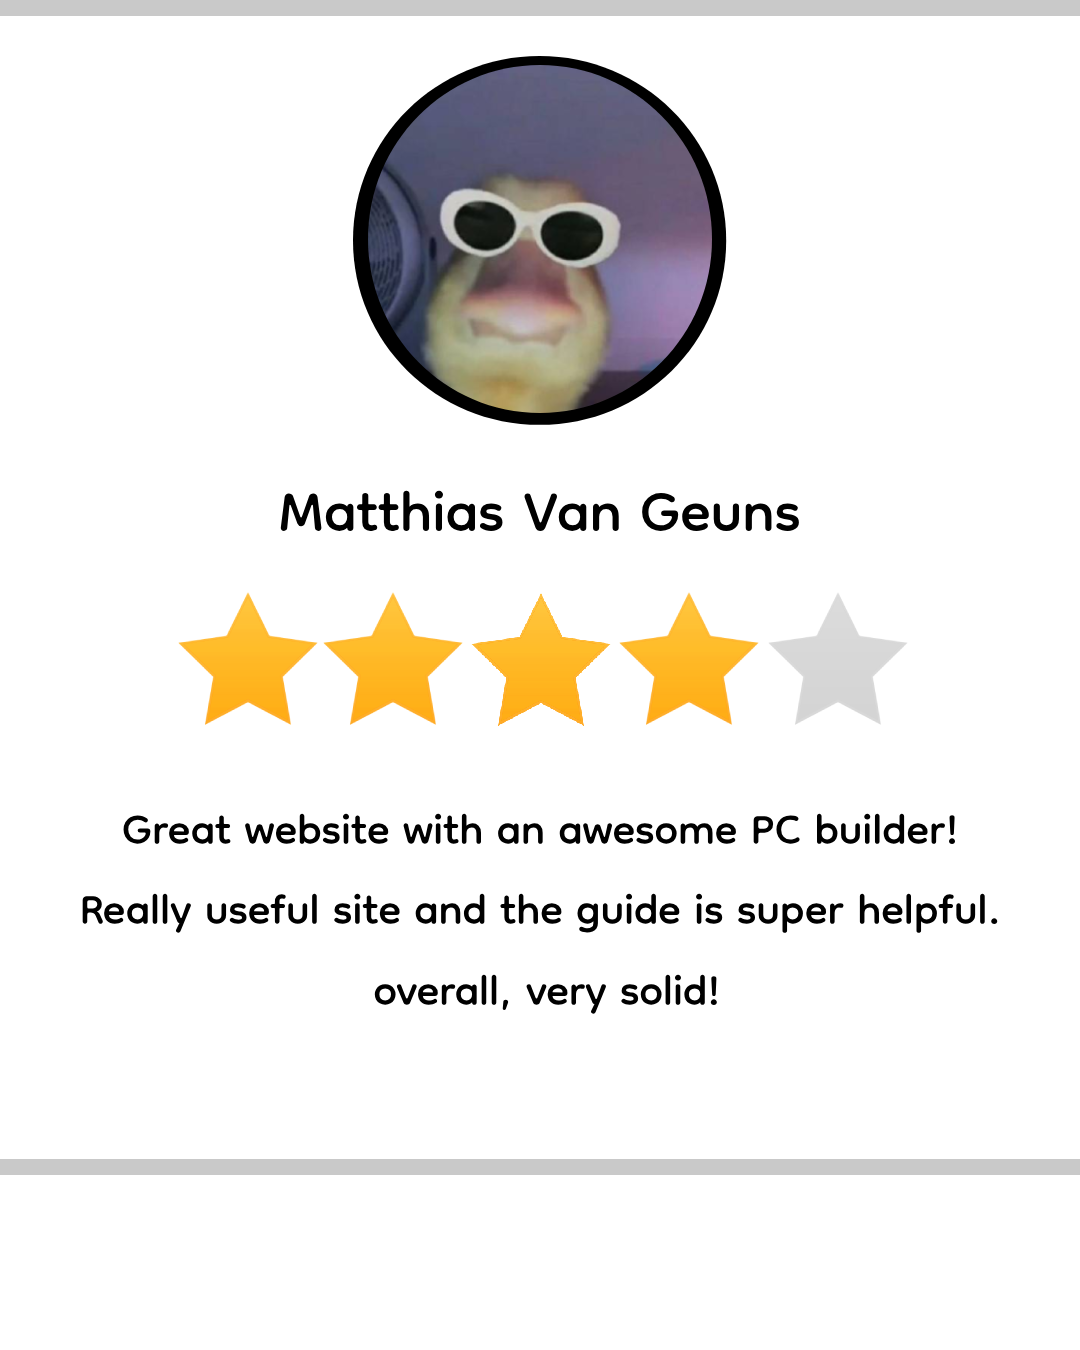 Matthias Van Geuns
Great website with an awesome PC builder!
Really useful site and the guide is super helpful.
overall, very solid!